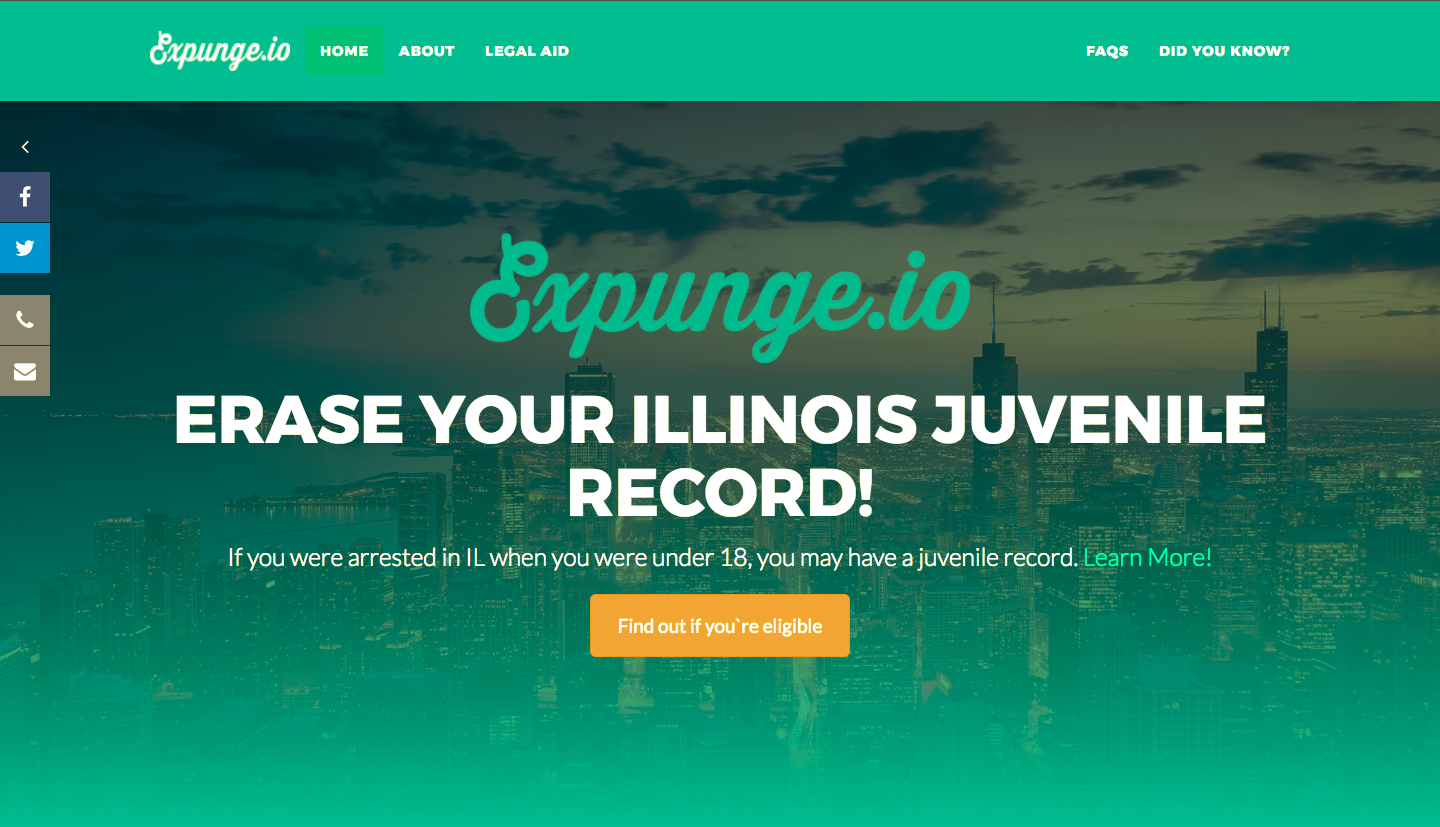 Expunge.io HOME ABOUT LEGAL AID FAQS DID YOU KNOW?
Expunge.io
ERASE YOUR ILLINOIS JUVENILE
RECORD!
If you were arrested in IL when you were under 18, you may have a juvenile record. Learn More!
Find out if you`re eligible